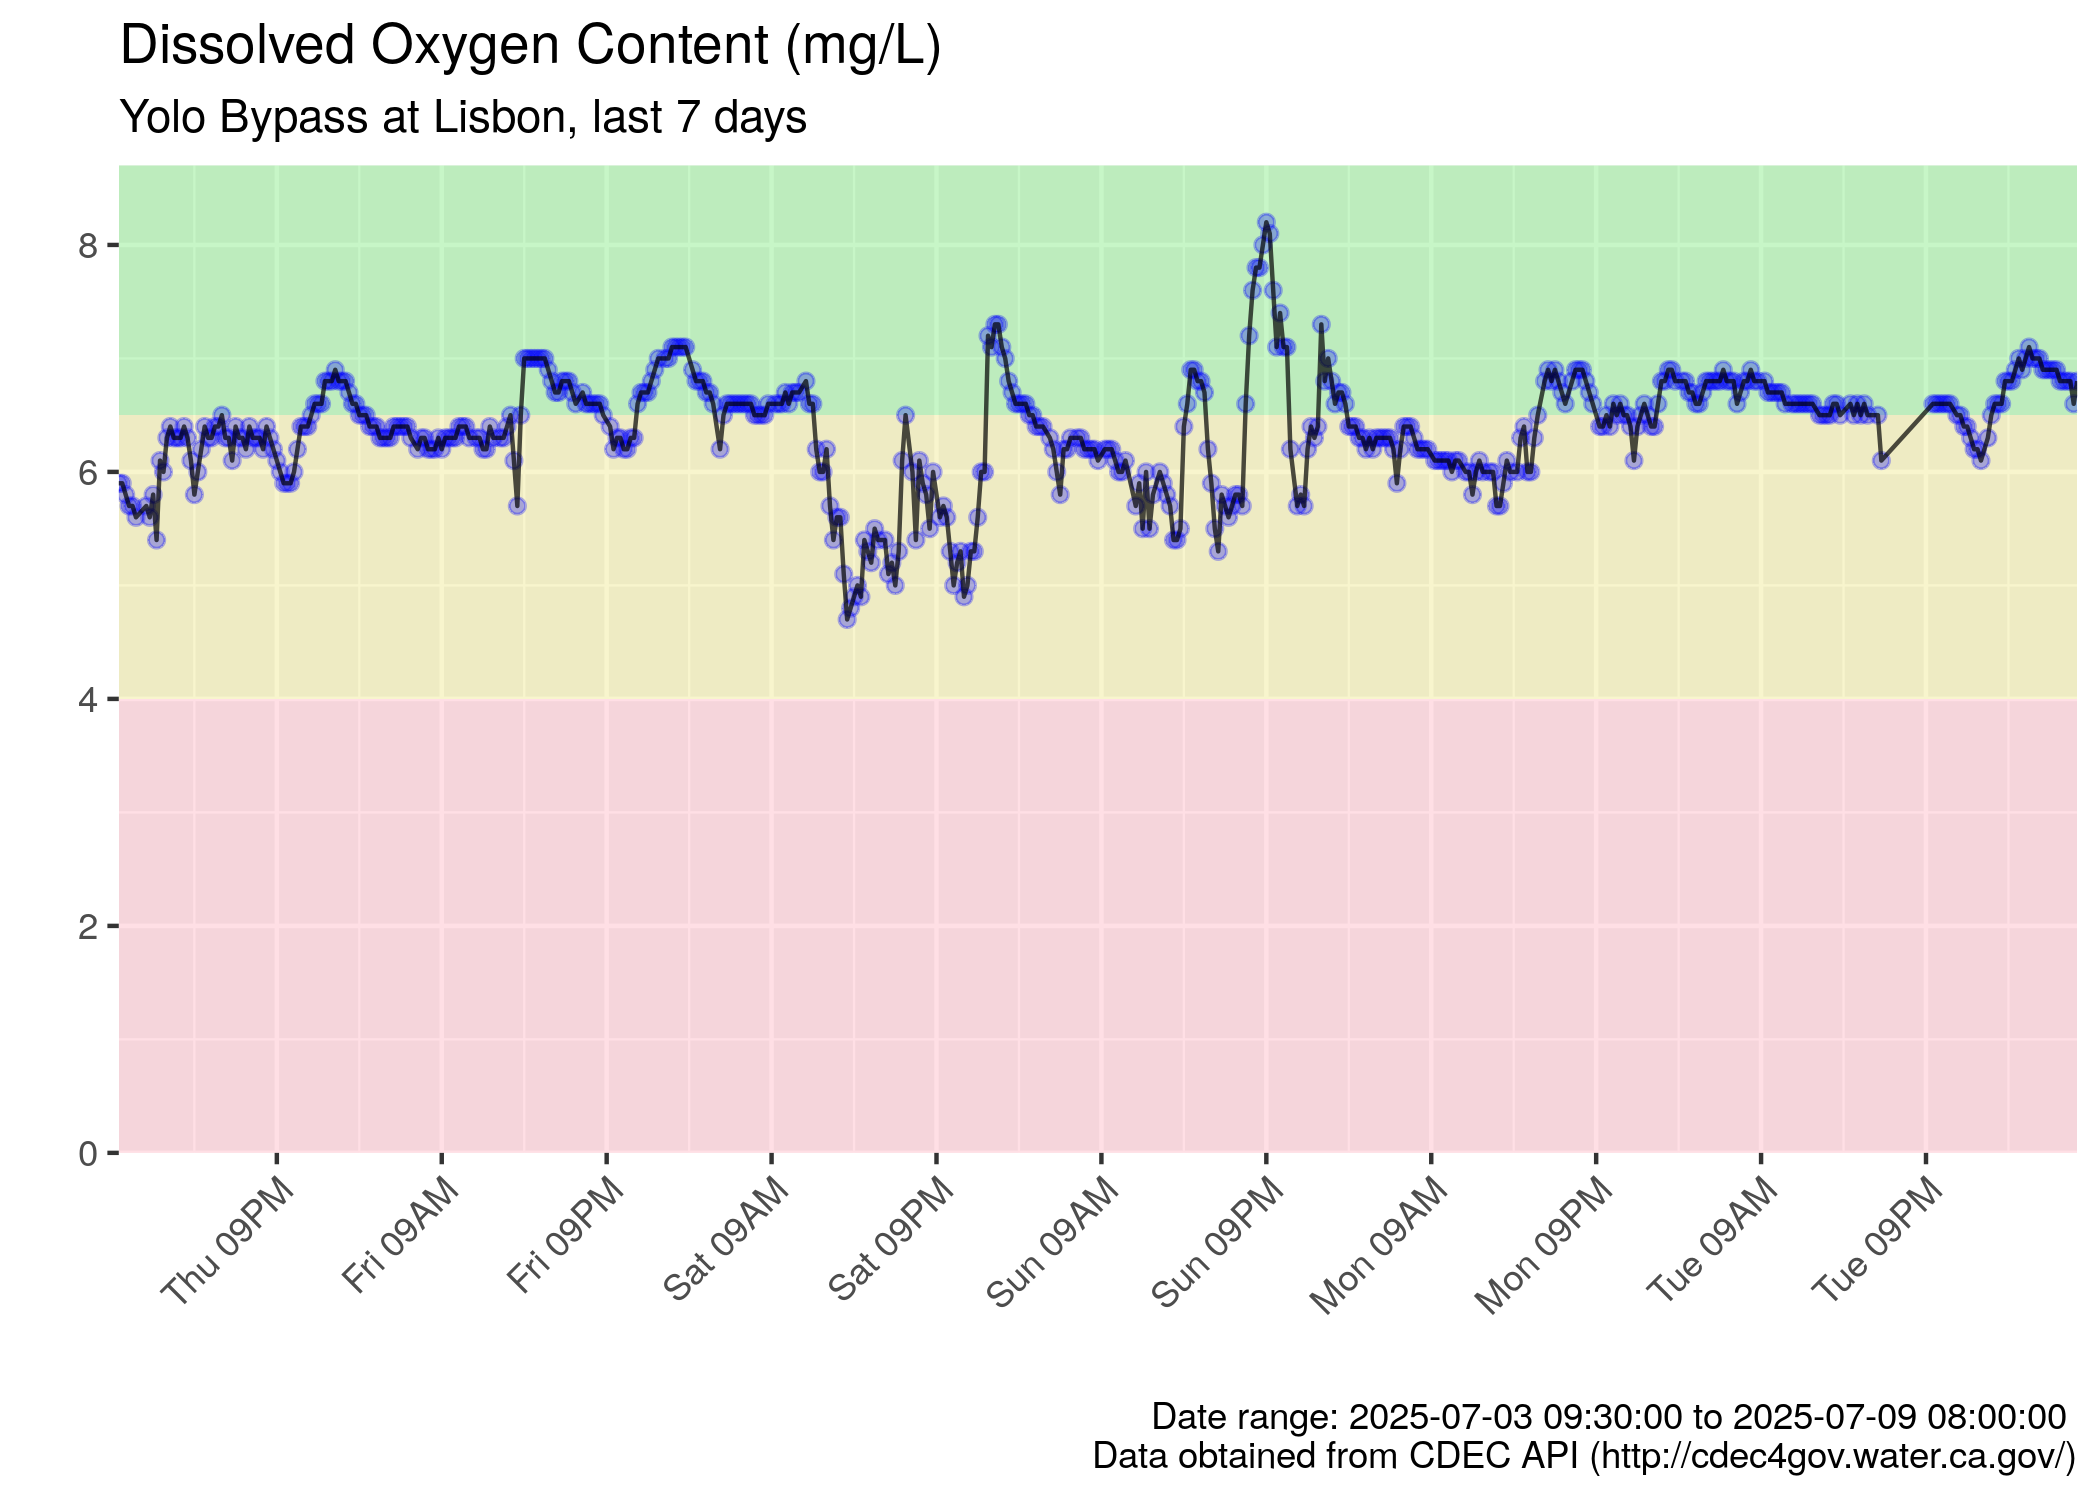 Dissolved Oxygen Content (mg/L)
Yolo Bypass at Lisbon, last 7 days
8
6
4
2
0
Thu 09PM
Fri 09AM
Fri 09PM
Sat 09AM
Sat 09PM
Sun 09AM
Sun 09PM
Mon 09AM
Mon 09PM
Tue 09AM
Tue 09PM
Date range: 2025-07-03 09:30:00 to 2025-07-09 08:00:00
Data obtained from CDEC API (http://cdec4gov.water.ca.gov/)